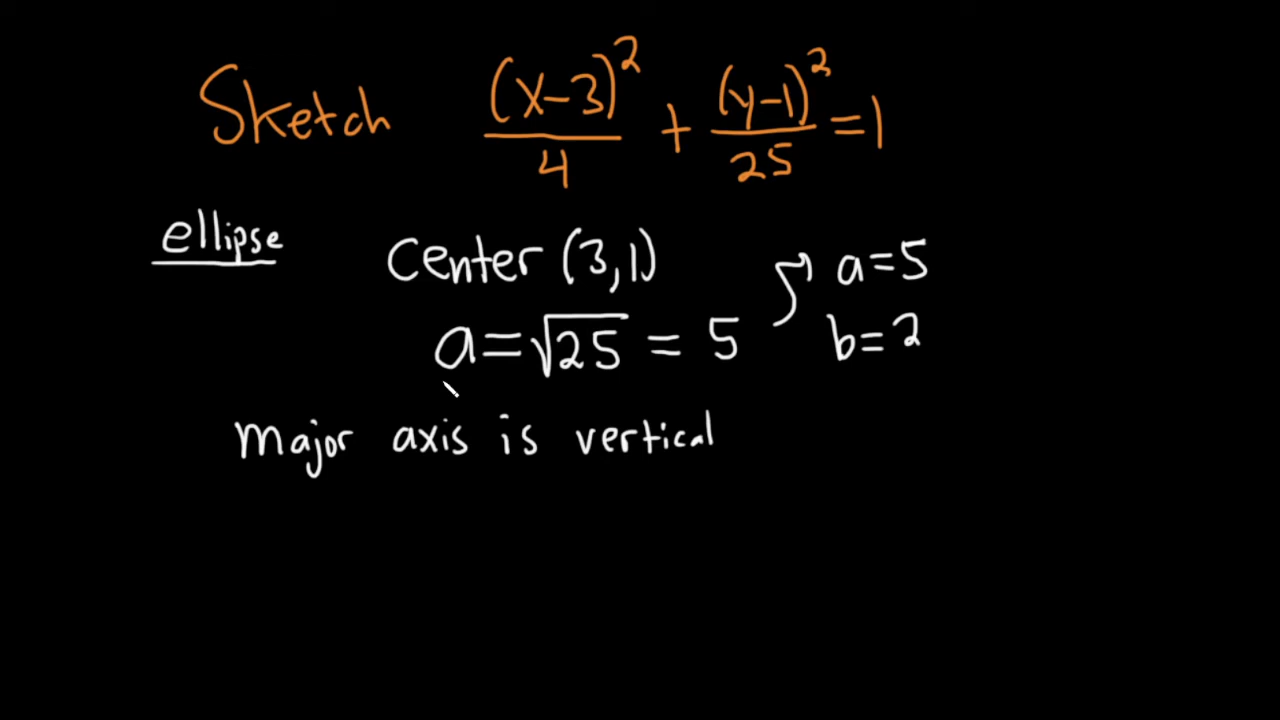 Sketch (x-3)²/4 + (y-1)²/25 = 1
ellipse Center (3,1)
a=5
a=√25 = 5
b=2
major axis is vertical